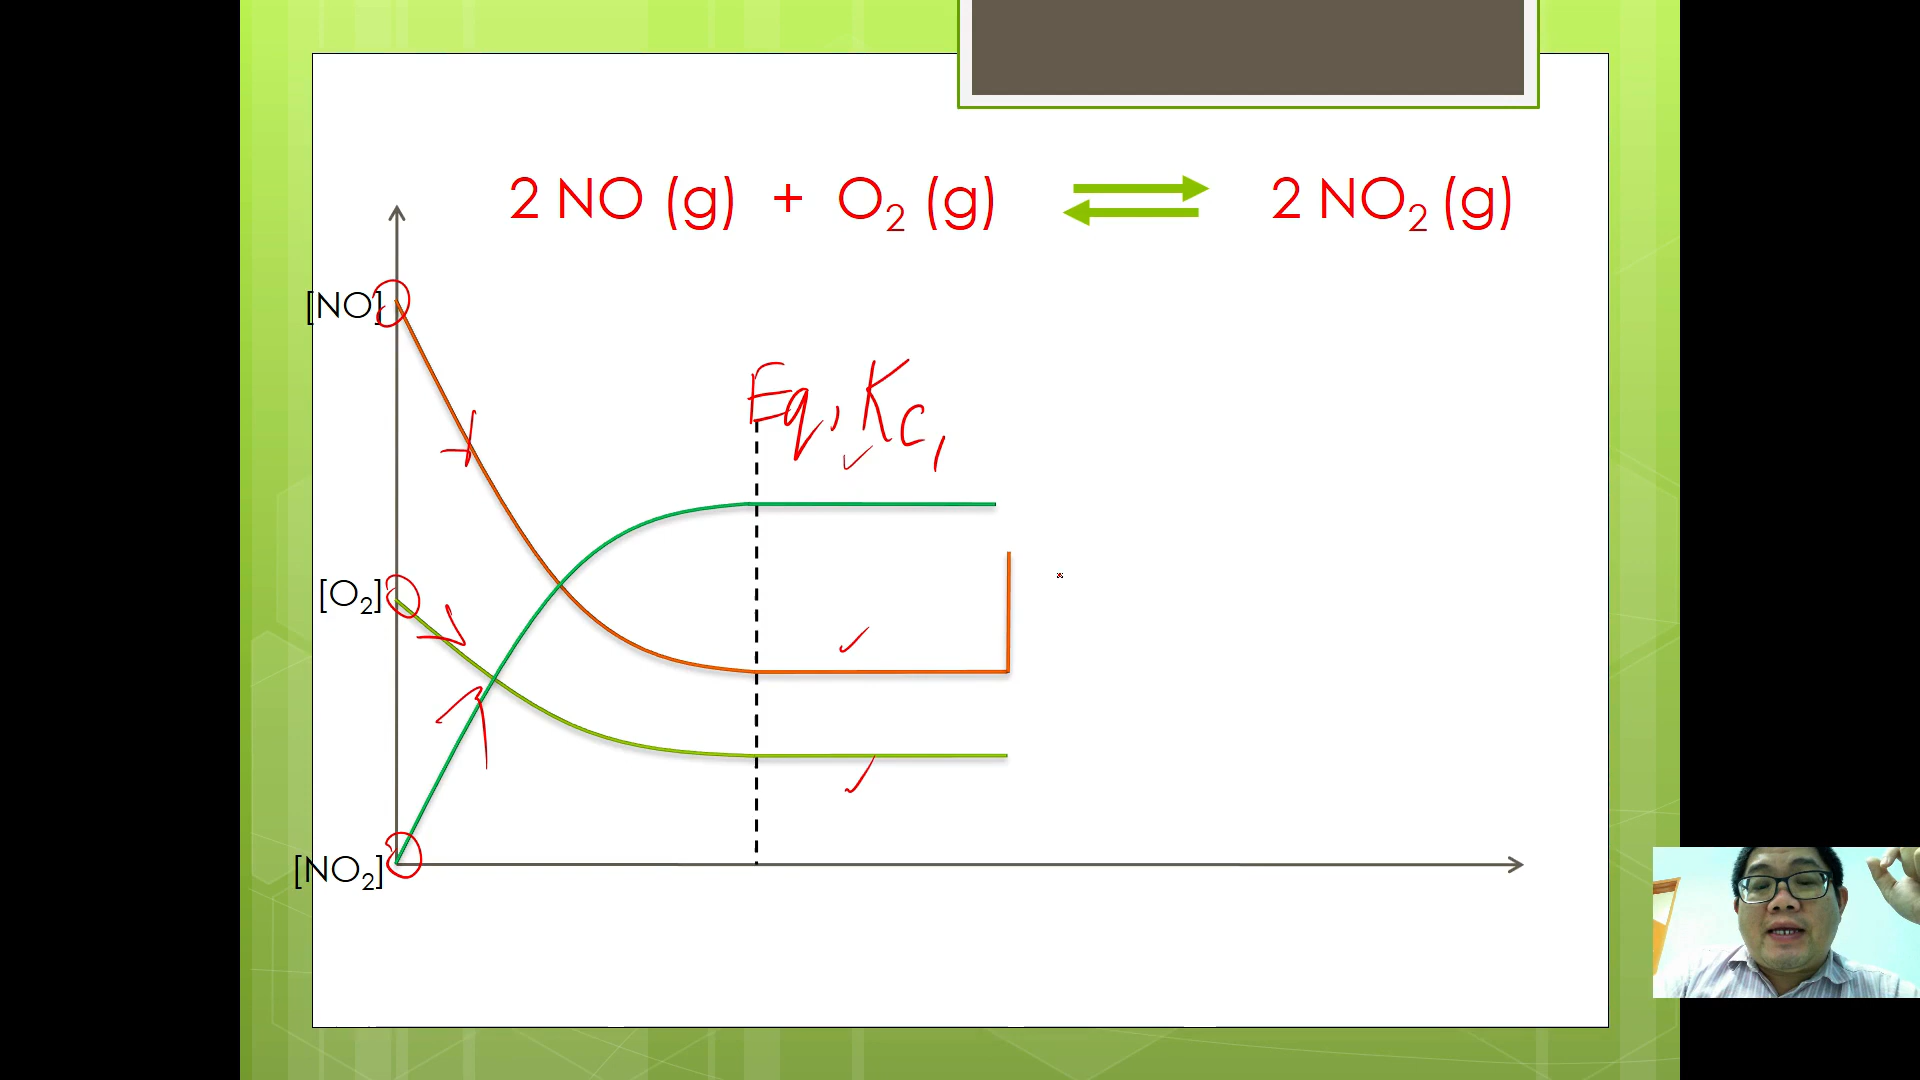 2 NO (g) + O₂ (g) ⇌ 2 NO₂ (g)
[NO]
Eq, Kc,
[O₂]
[NO₂]